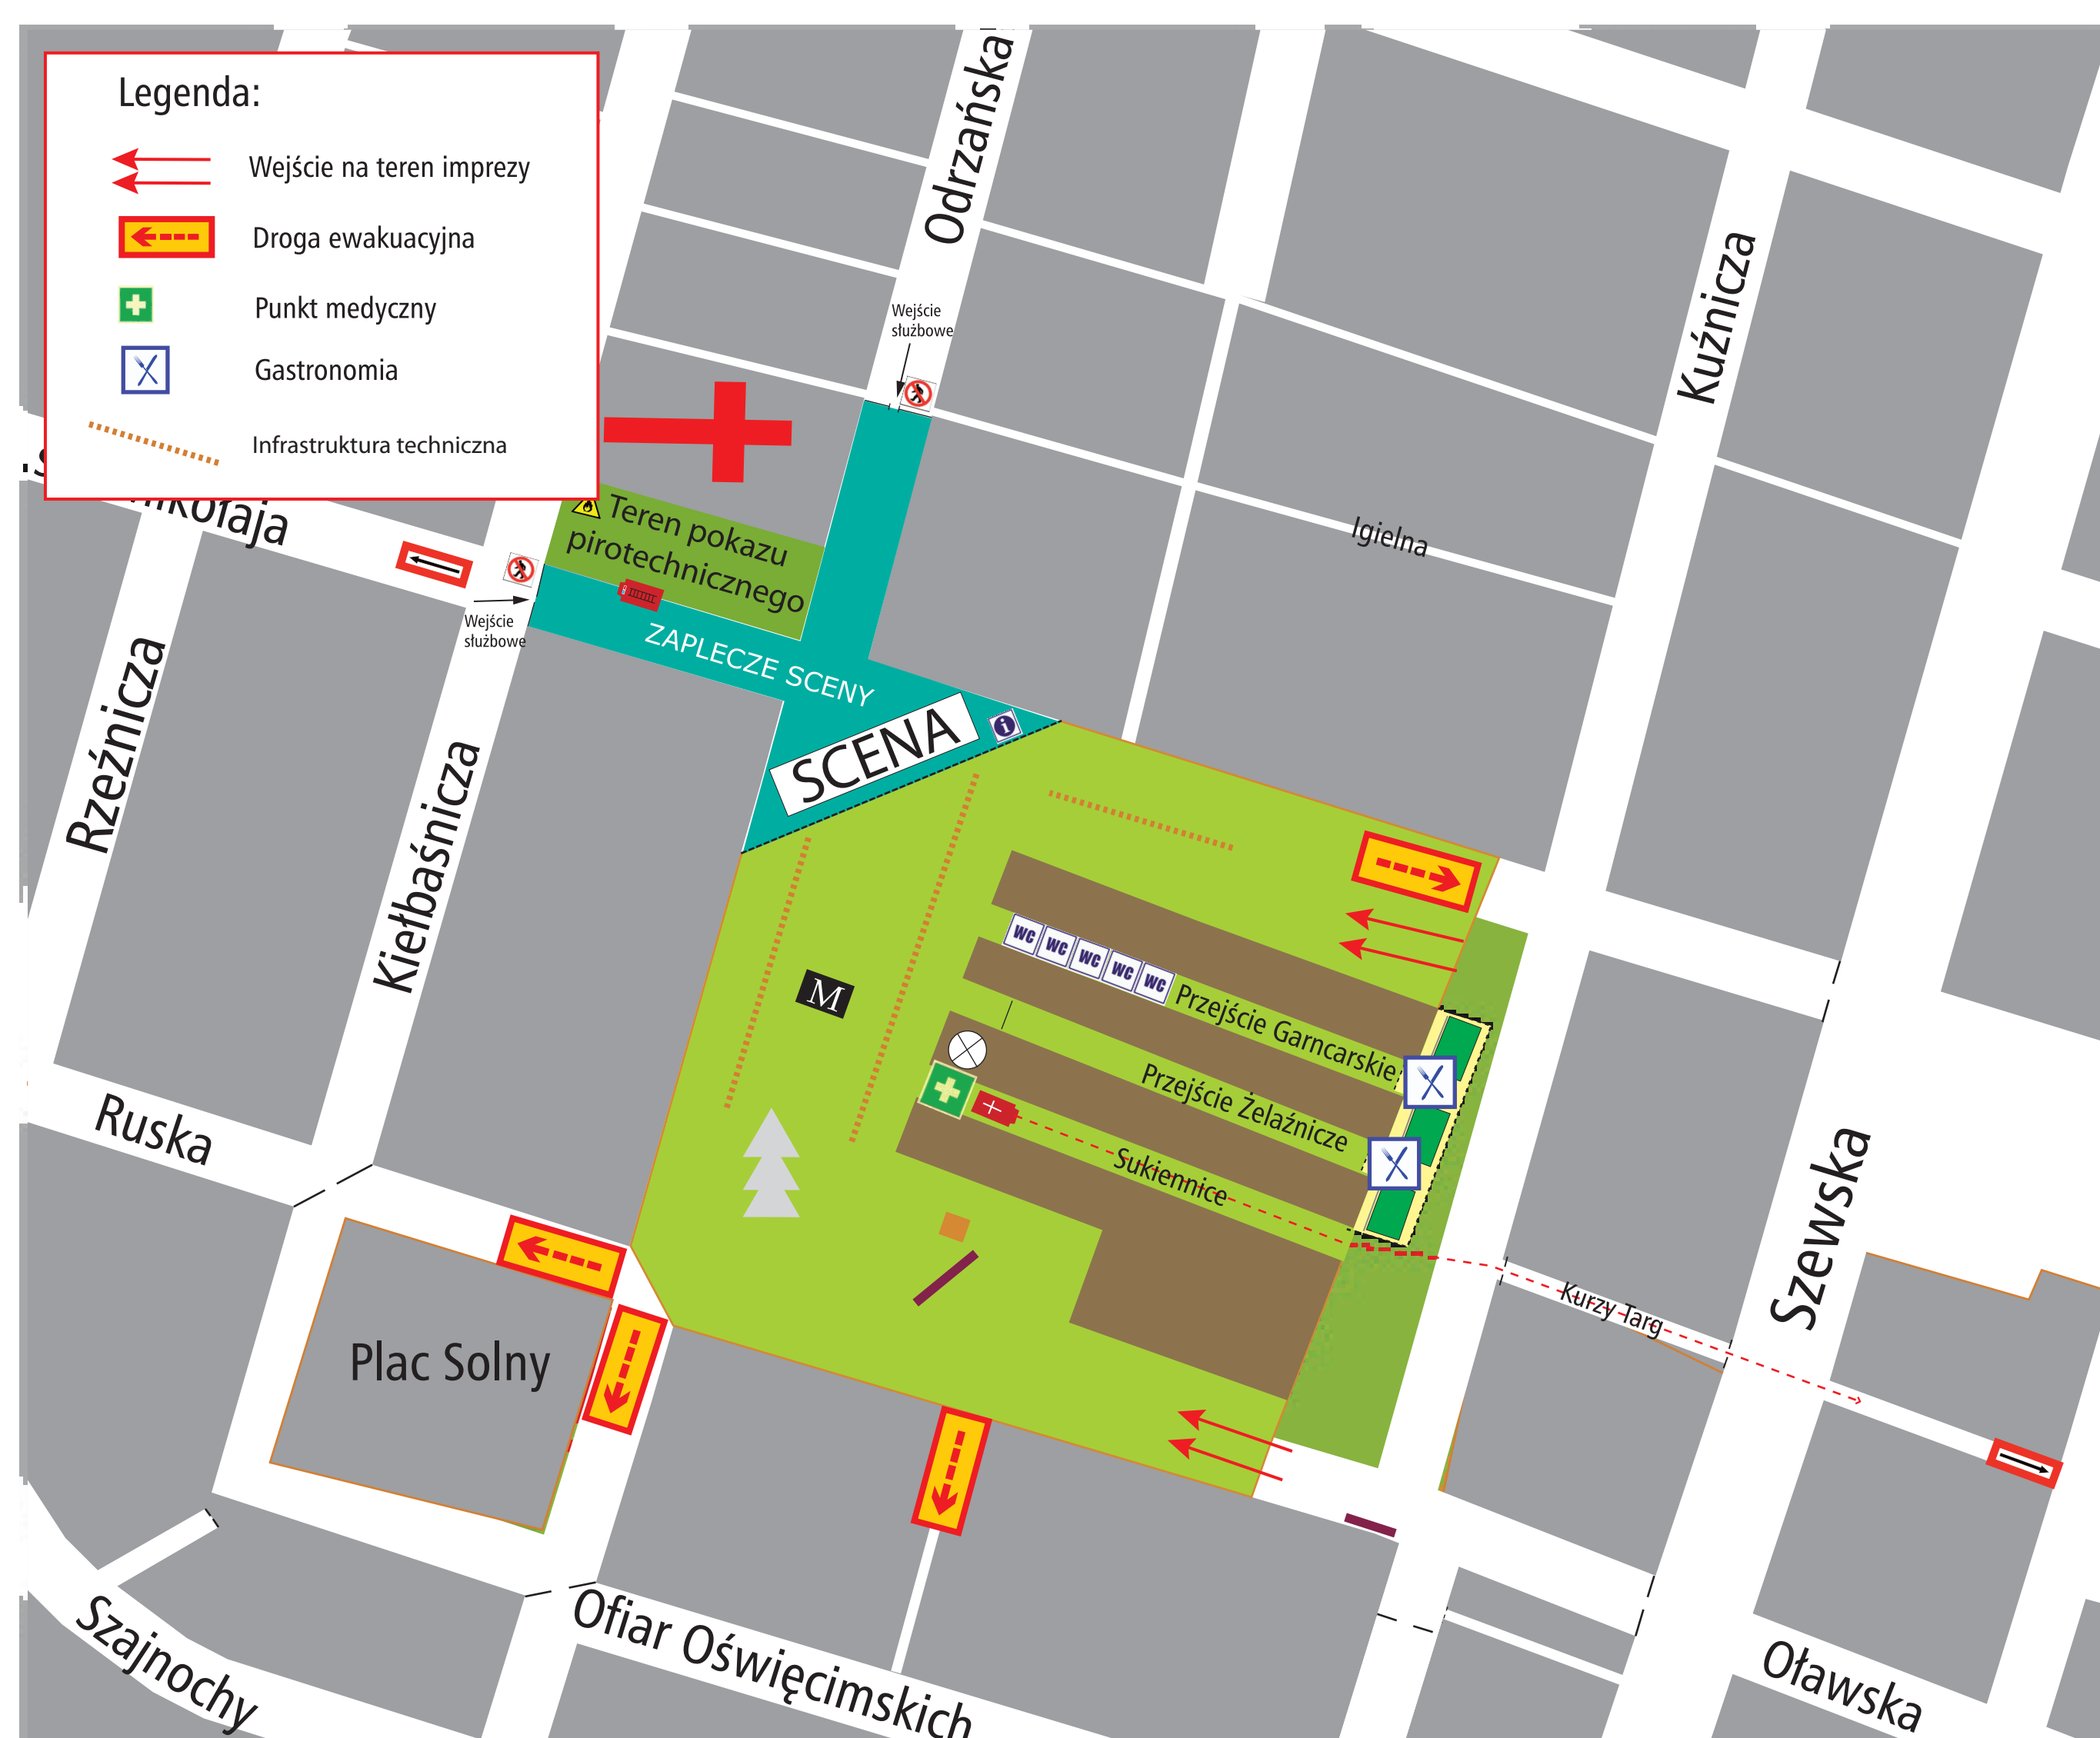 Legenda:
Wejście na teren imprezy
Droga ewakuacyjna
Punkt medyczny
Gastronomia
Infrastruktura techniczna
Odrzańska
Kuźnicza
Wejście
służbowe
Igielna
Teren pokazu
pirotechnicznego
Wejście
służbowe
ZAPLECZE SCENY
SCENA
i
Rzeźnicza
Kiełbaśnicza
WC
WC
WC
WC
WC
Przejście Garncarskie
M
Przejście Żelaźnicze
Sukiennice
Ruska
Kurzy Targ
Szewska
Plac Solny
Szajnochy
Ofiar Oświęcimskich
Oławska